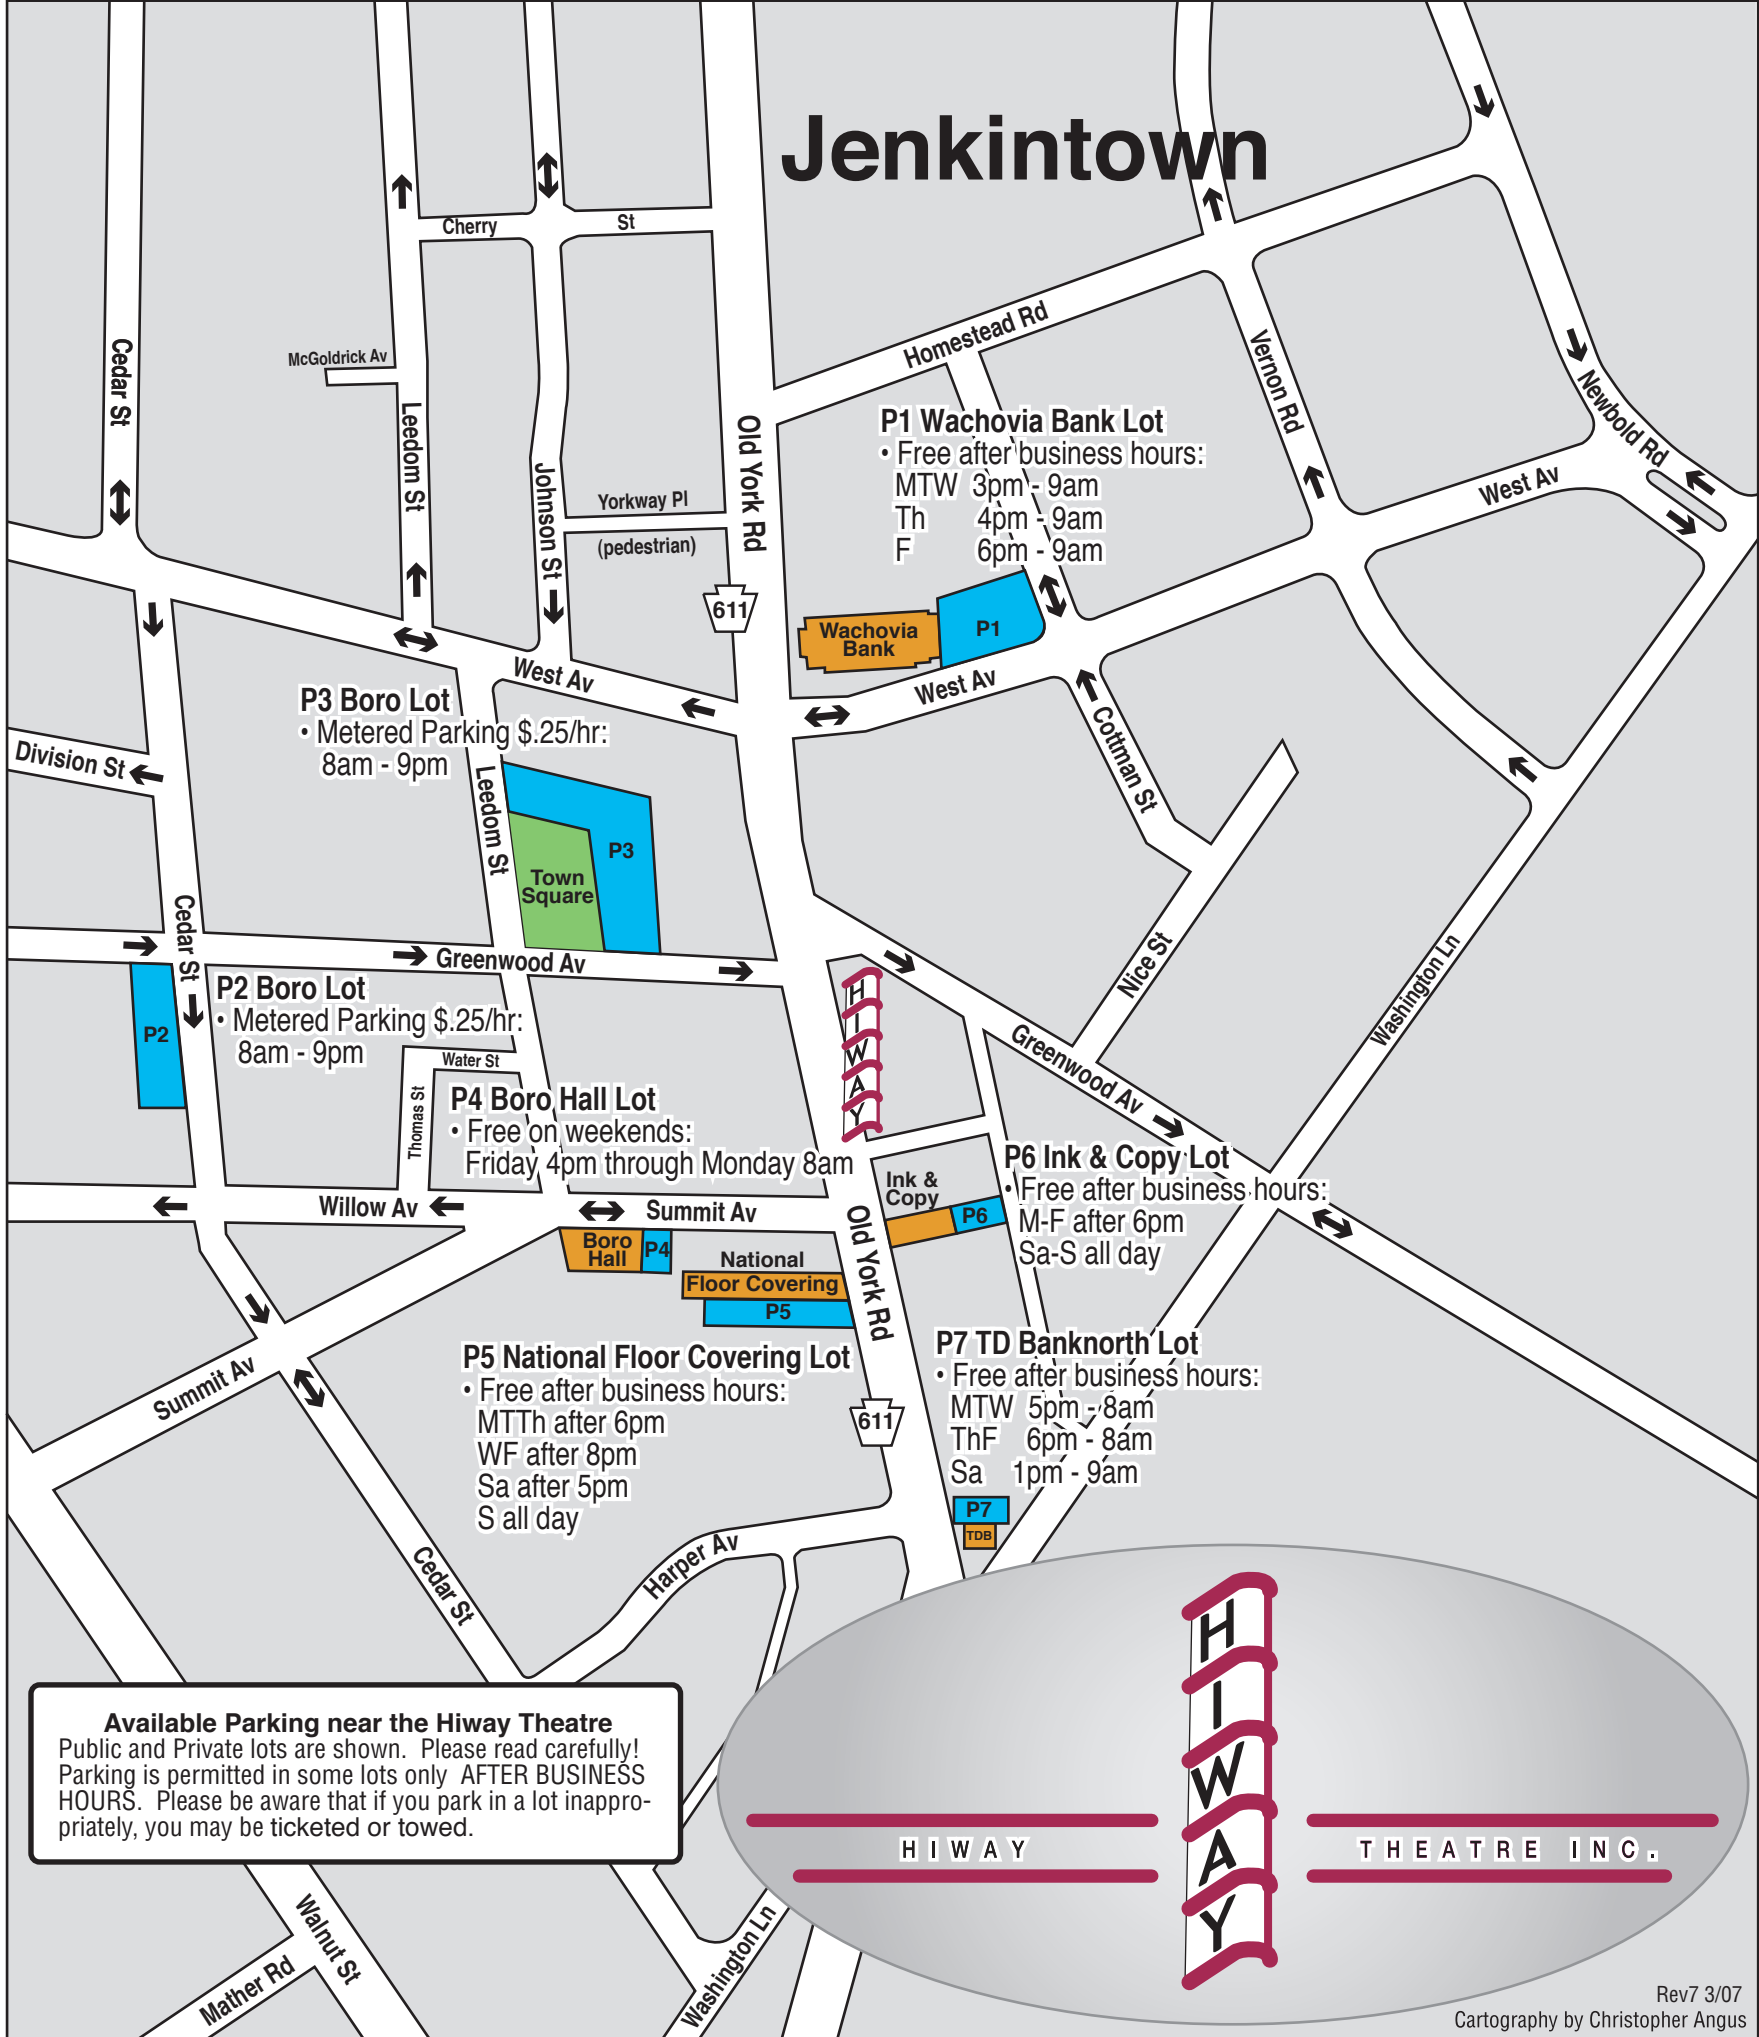 Jenkintown
Cherry
St
Cedar St
McGoldrick Av
Leedom St
Johnson St
Yorkway Pl
(pedestrian)
Old York Rd
611
Homestead Rd
Vernon Rd
Newbold Rd
West Av
P1 Wachovia Bank Lot
• Free after business hours:
MTW 3pm - 9am
Th 4pm - 9am
F 6pm - 9am
Wachovia
Bank
P1
West Av
West Av
Cottman St
P3 Boro Lot
• Metered Parking $.25/hr:
8am - 9pm
Division St
Leedom St
P3
Town
Square
Cedar St
Greenwood Av
P2 Boro Lot
• Metered Parking $.25/hr:
8am - 9pm
P2
HIWAY
Nice St
Washington Ln
Greenwood Av
Water St
Thomas St
P4 Boro Hall Lot
• Free on weekends:
Friday 4pm through Monday 8am
P6 Ink & Copy Lot
• Free after business hours:
M-F after 6pm
Sa-S all day
Ink &
Copy
P6
Willow Av
Summit Av
Boro
Hall
P4
National
Floor Covering
P5
Old York Rd
Summit Av
P5 National Floor Covering Lot
• Free after business hours:
MTTh after 6pm
WF after 8pm
Sa after 5pm
S all day
611
P7 TD Banknorth Lot
• Free after business hours:
MTW 5pm - 8am
ThF 6pm - 8am
Sa 1pm - 9am
P7
TDB
Harper Av
Cedar St
Available Parking near the Hiway Theatre
Public and Private lots are shown. Please read carefully!
Parking is permitted in some lots only AFTER BUSINESS
HOURS. Please be aware that if you park in a lot inappro-
priately, you may be ticketed or towed.
HIWAY
HIWAY
THEATRE INC.
Walnut St
Mather Rd
Washington Ln
Rev7 3/07
Cartography by Christopher Angus